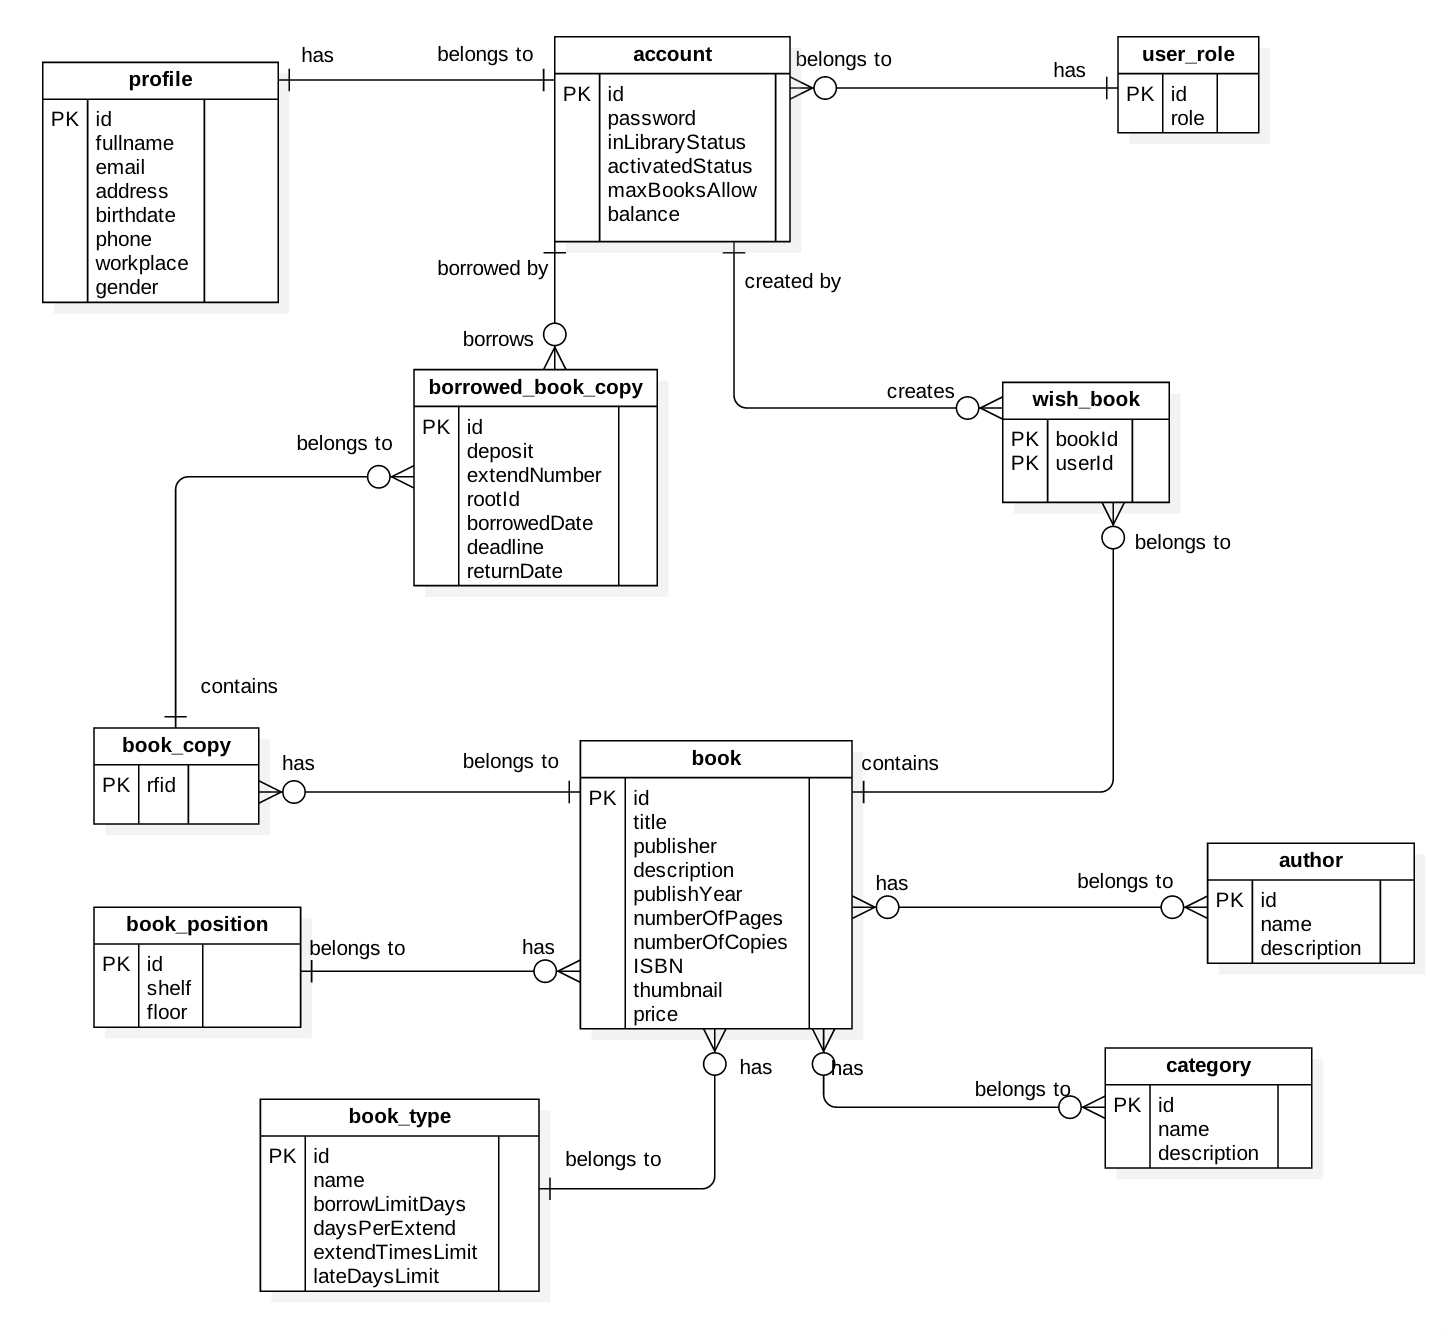 has
belongs to
account
belongs to
has
user_role
profile
PK id
fullname
email
address
birthdate
phone
workplace
gender
PK id
password
inLibraryStatus
activatedStatus
maxBooksAllow
balance
PK id
role
borrowed by
created by
borrows
creates
borrowed_book_copy
PK id
deposit
extendNumber
rootId
borrowedDate
deadline
returnDate
wish_book
PK bookId
PK userId
belongs to
belongs to
contains
book_copy
PK rfid
has
belongs to
book
PK id
title
publisher
description
publishYear
numberOfPages
numberOfCopies
ISBN
thumbnail
price
contains
has
belongs to
author
PK id
name
description
book_position
PK id
shelf
floor
belongs to
has
has
has
belongs to
category
PK id
name
description
book_type
PK id
name
borrowLimitDays
daysPerExtend
extendTimesLimit
lateDaysLimit
belongs to